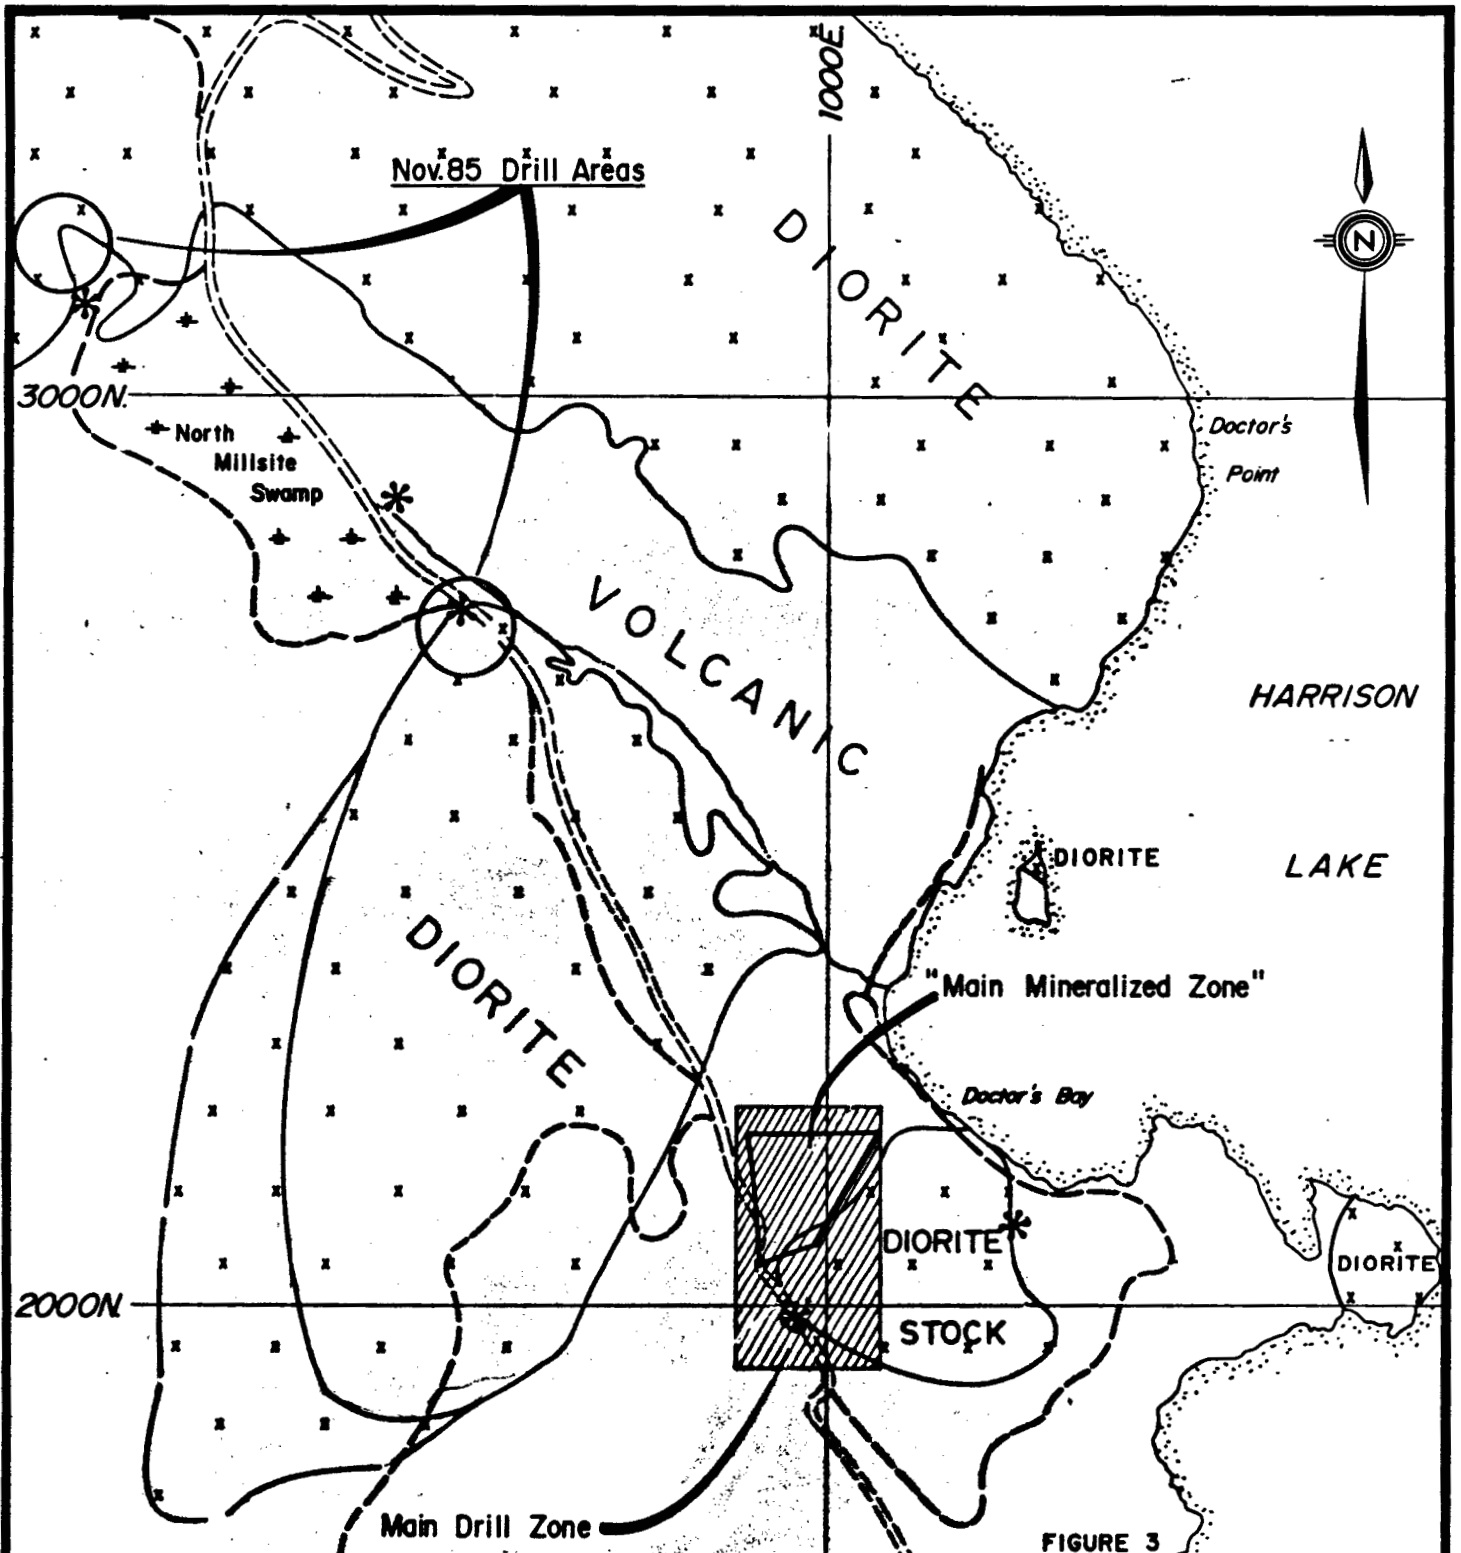 1000E
Nov.85 Drill Areas
DIORITE
N
3000N.
North
Millsite
Swamp
Doctor's
Point
VOLCANIC
HARRISON
LAKE
DIORITE
DIORITE
"Main Mineralized Zone"
Doctor's Bay
DIORITE
STOCK
DIORITE
2000N.
Main Drill Zone
FIGURE 3